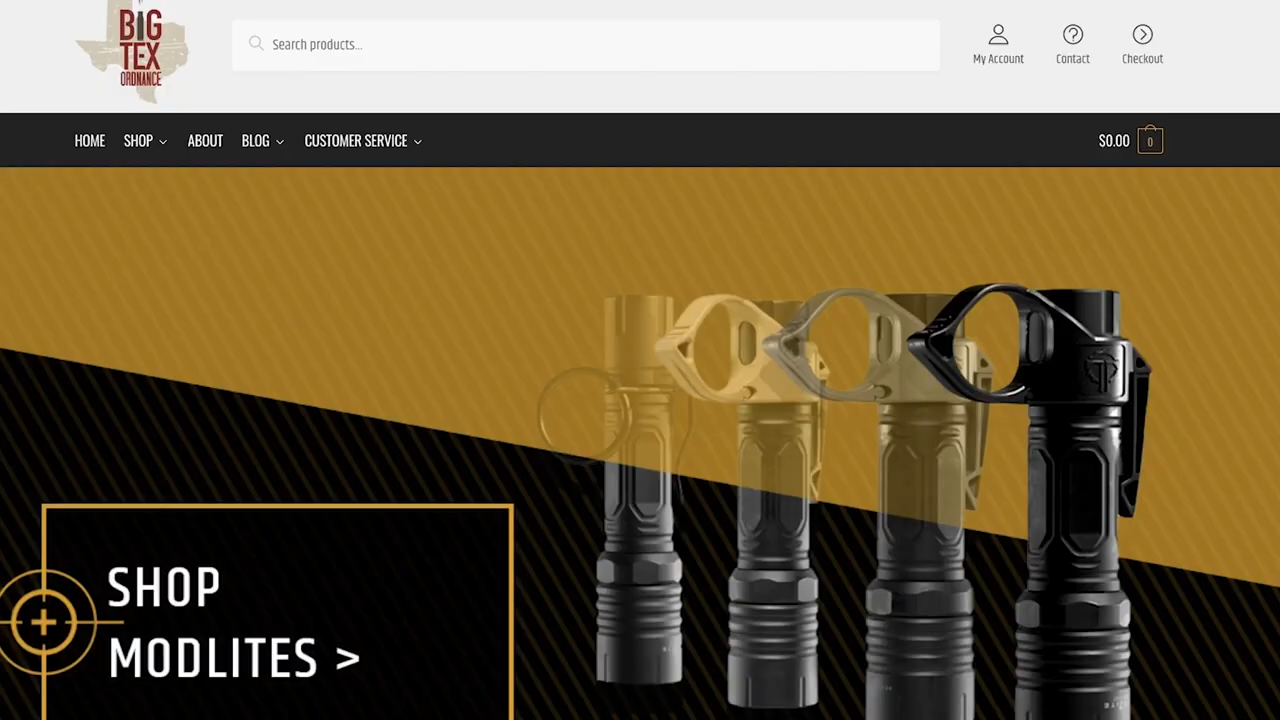 BIG
TEX
ORDNANCE
Search products...
My Account
Contact
Checkout
HOME
SHOP
ABOUT
BLOG
CUSTOMER SERVICE
$0.00
0
SHOP
MODLITES >